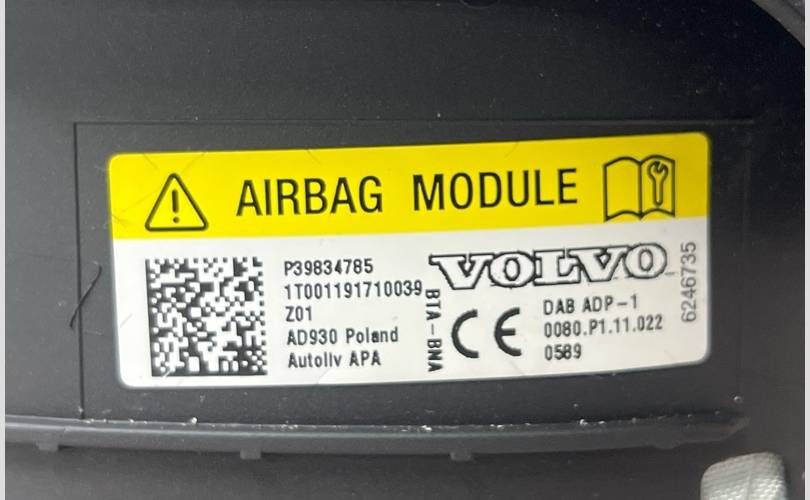 AIRBAG MODULE
P39834785
1T001191710039
Z01
AD930 Poland
Autoliv APA
BTA-BNA
VOLVO
DAB ADP-1
0080.P1.11.022
0589
CE
6246735